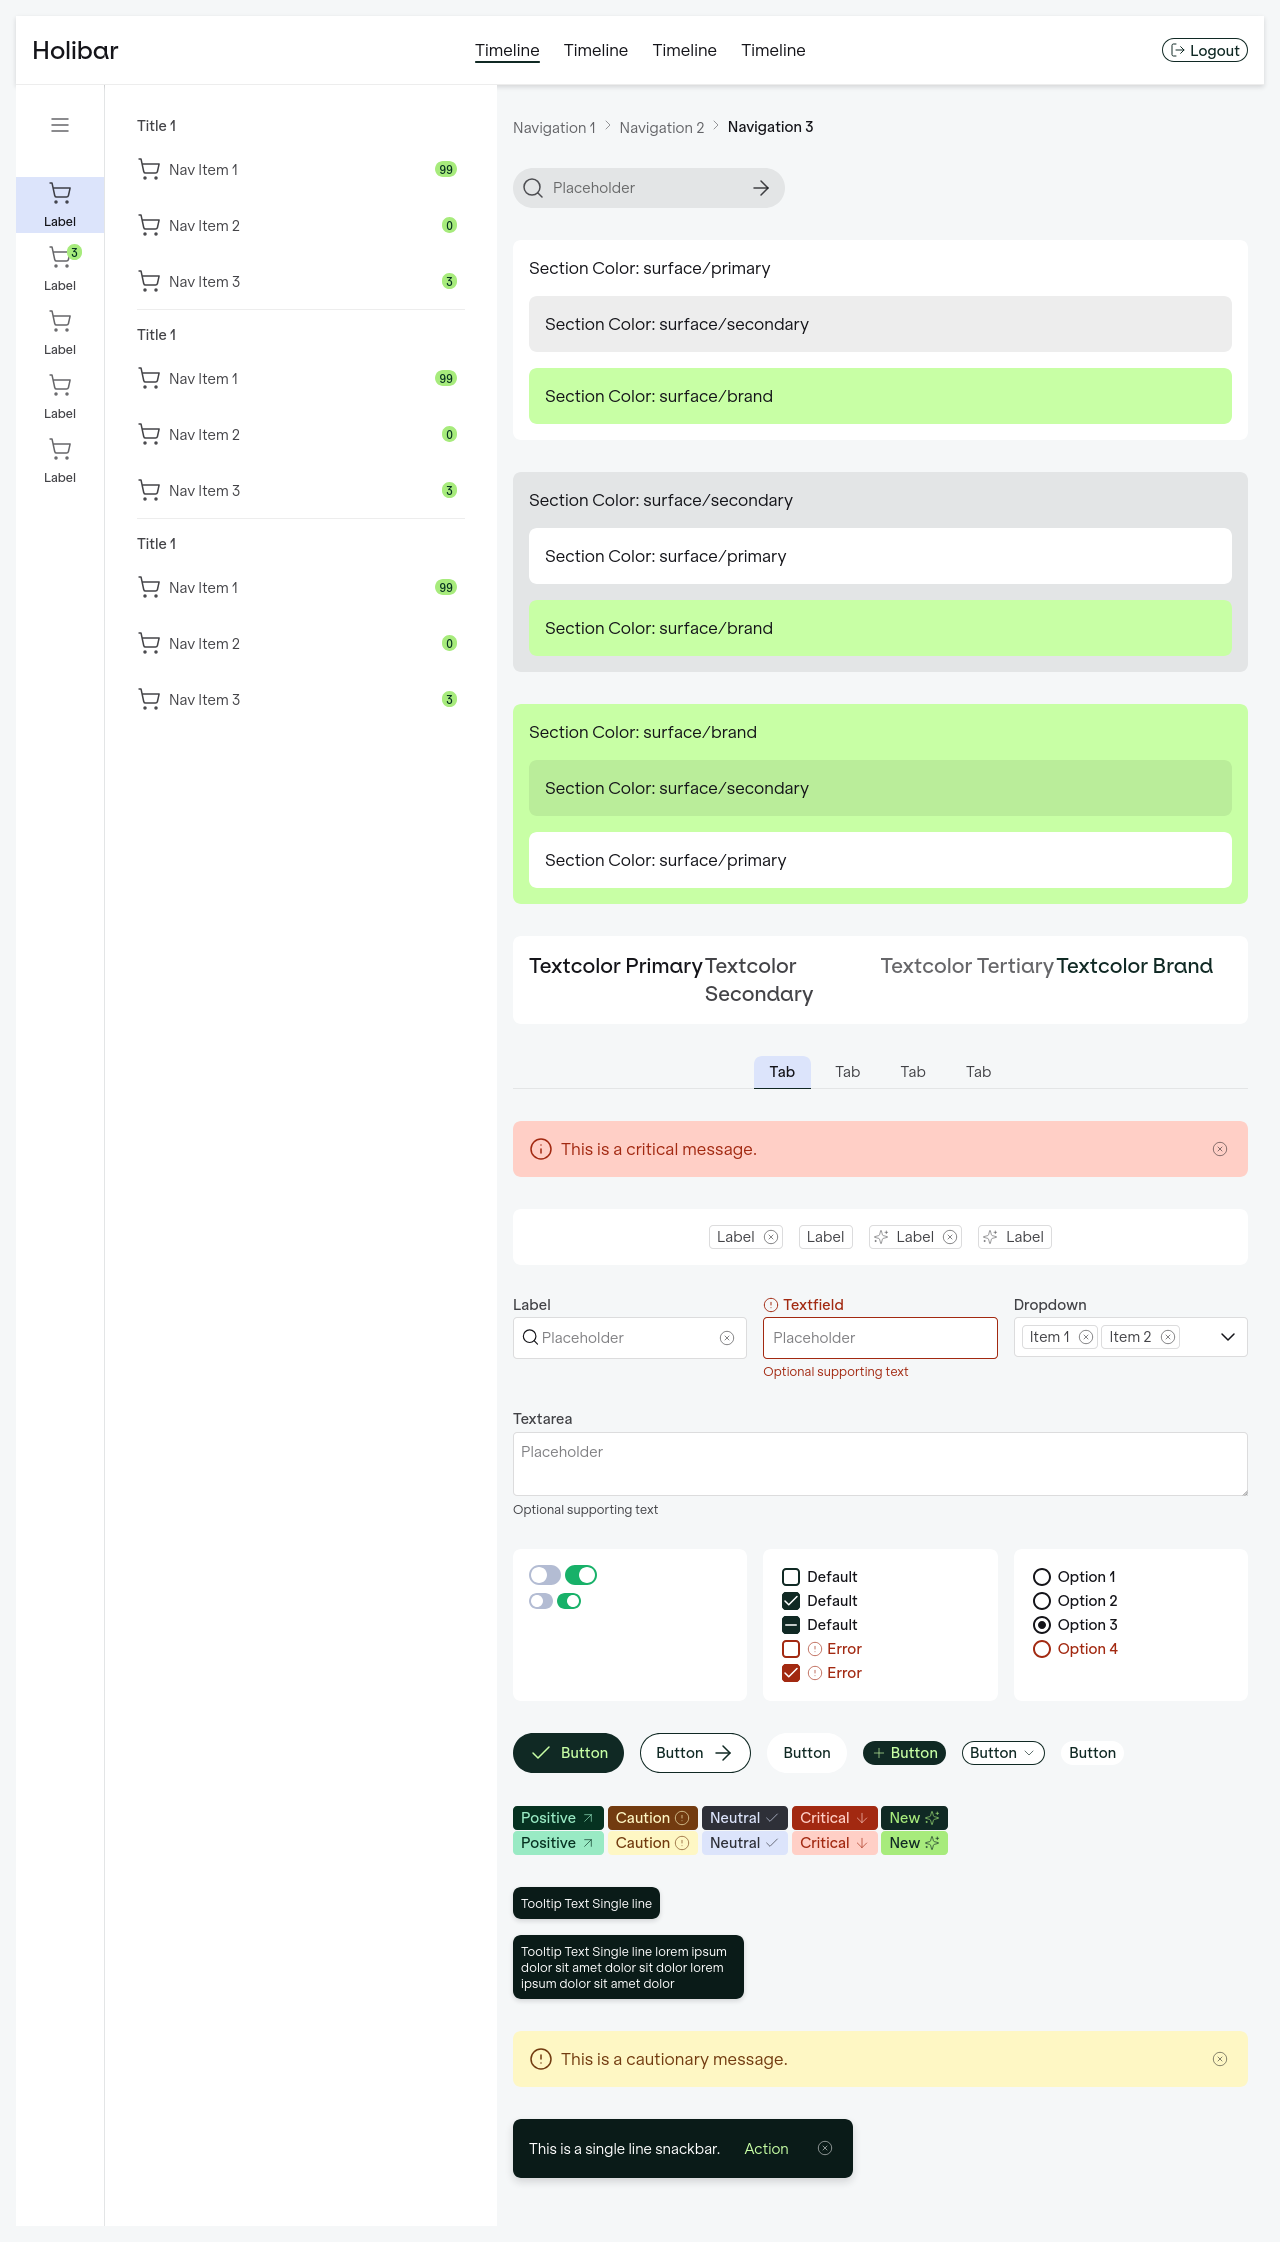 Holibar
Timeline Timeline Timeline Timeline
Logout
Label
3
Label
Label
Label
Label
Title 1
Nav Item 1 99
Nav Item 2 0
Nav Item 3 3
Title 1
Nav Item 1 99
Nav Item 2 0
Nav Item 3 3
Title 1
Nav Item 1 99
Nav Item 2 0
Nav Item 3 3
Navigation 1 Navigation 2 Navigation 3
Placeholder
Section Color: surface/primary
Section Color: surface/secondary
Section Color: surface/brand
Section Color: surface/secondary
Section Color: surface/primary
Section Color: surface/brand
Section Color: surface/brand
Section Color: surface/secondary
Section Color: surface/primary
Textcolor Primary
Textcolor
Secondary
Textcolor Tertiary
Textcolor Brand
Tab Tab Tab Tab
This is a critical message.
Label Label Label Label
Label
Placeholder
Textfield
Placeholder
Optional supporting text
Dropdown
Item 1 Item 2
Textarea
Placeholder
Optional supporting text
Default
Default
Default
Error
Error
Option 1
Option 2
Option 3
Option 4
Button Button Button Button Button Button
Positive Caution Neutral Critical New
Positive Caution Neutral Critical New
Tooltip Text Single line
Tooltip Text Single line lorem ipsum
dolor sit amet dolor sit dolor lorem
ipsum dolor sit amet dolor
This is a cautionary message.
This is a single line snackbar. Action